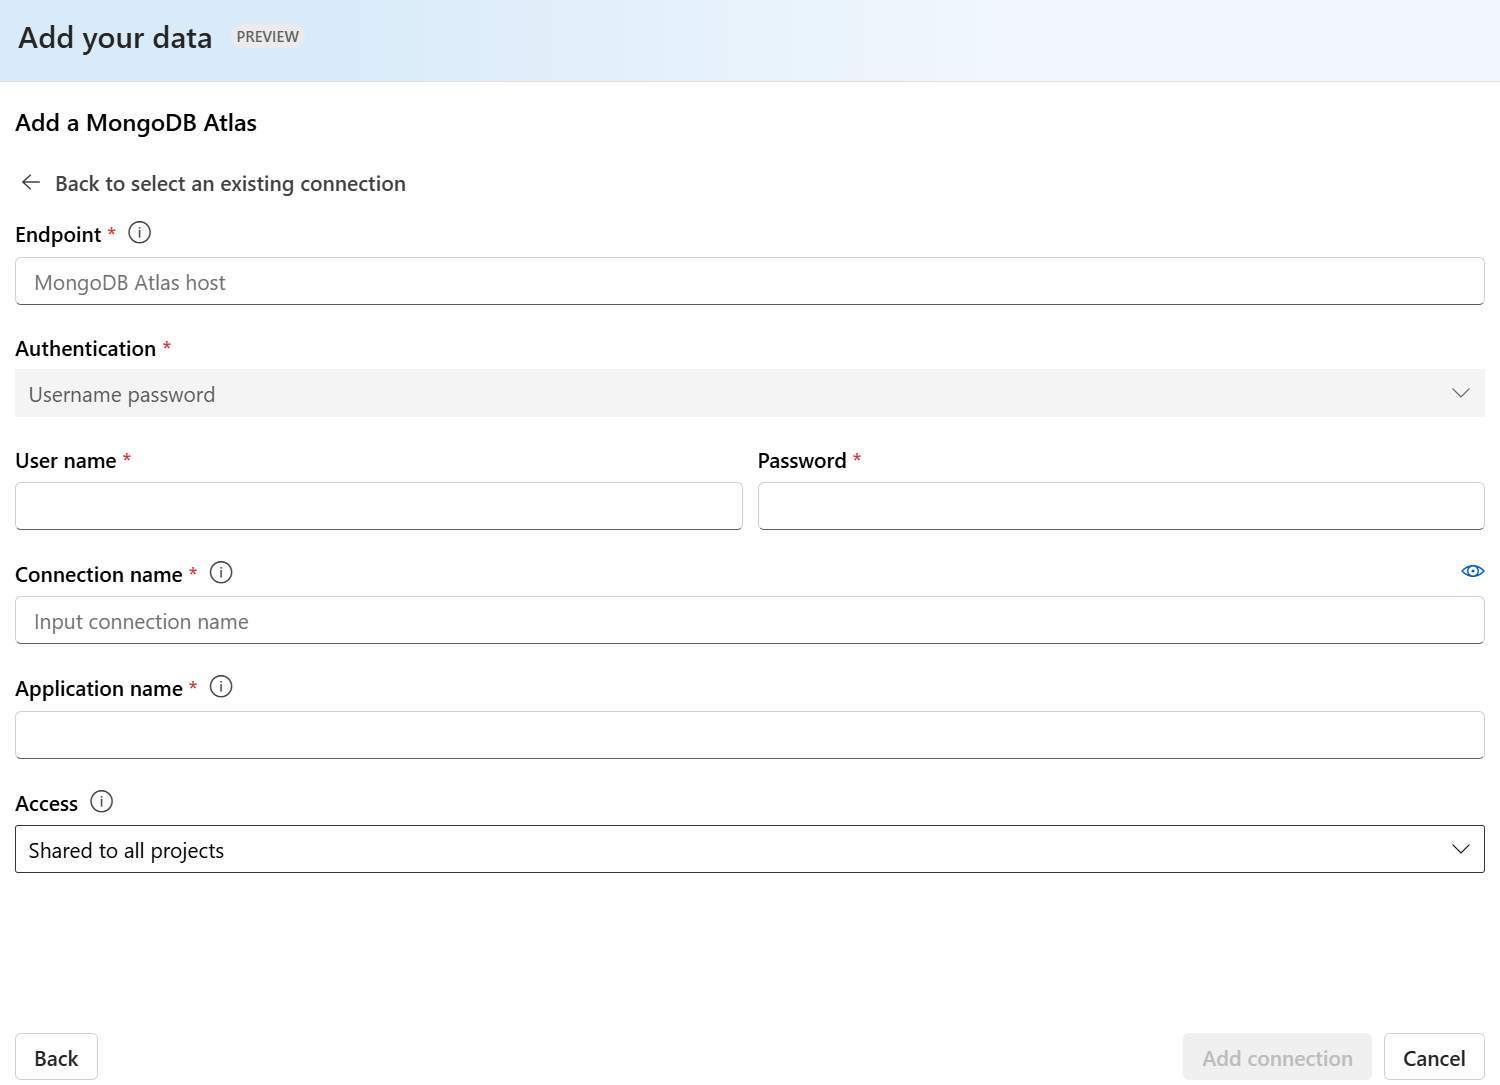 Add your data PREVIEW
Add a MongoDB Atlas
Back to select an existing connection
Endpoint *
MongoDB Atlas host
Authentication *
Username password
User name * Password *
Connection name *
Input connection name
Application name *
Access
Shared to all projects
Back Add connection Cancel